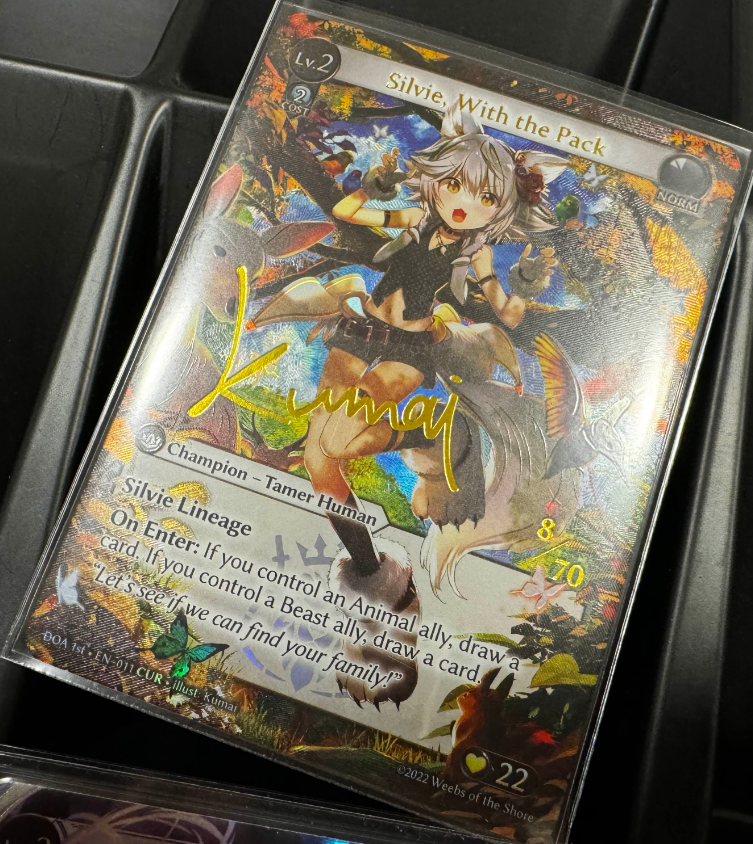 Lv.2
Silvie, With the Pack
2
COST
NORM
Kumaj
Champion – Tamer Human
Silvie Lineage
On Enter: If you control an Animal ally, draw a
card. If you control a Beast ally, draw a card.
"Let's see if we can find your family!"
8
70
DOA 1st • EN-011 CUR • Illust: Kumai
22
©2022 Weebs of the Shore